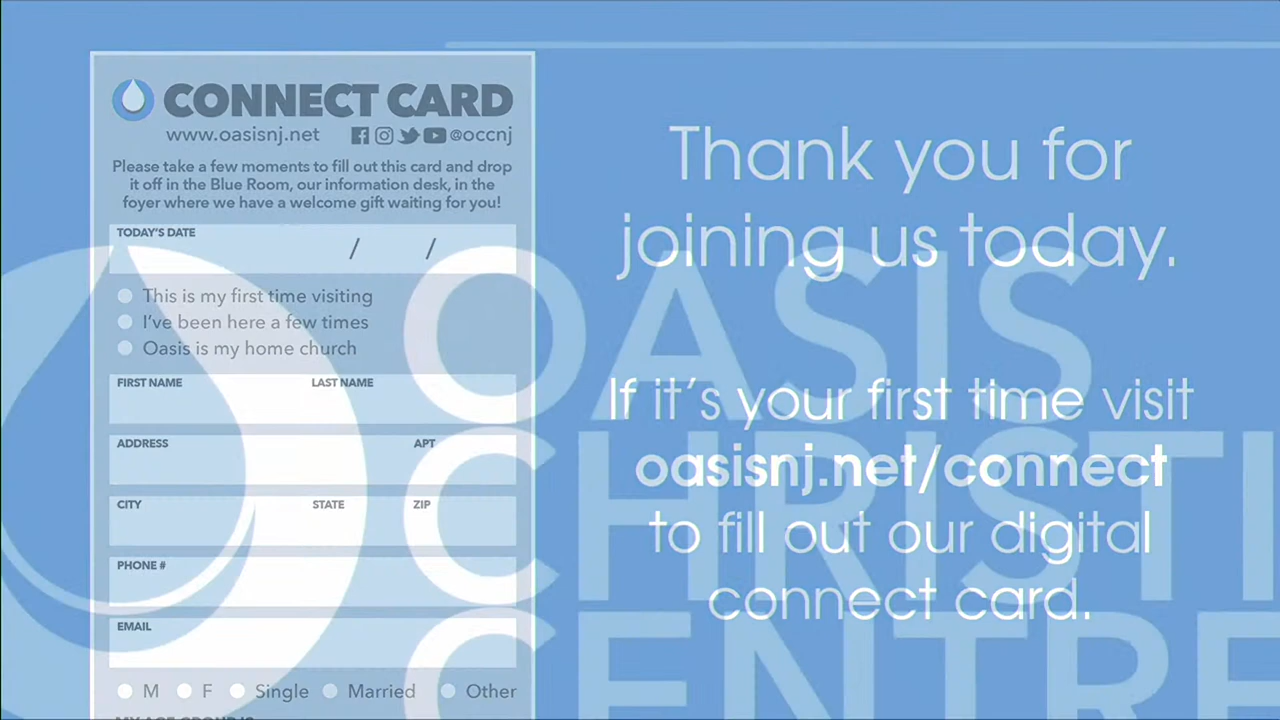 CONNECT CARD
www.oasisnj.net @occnj
Please take a few moments to fill out this card and drop
it off in the Blue Room, our information desk, in the
foyer where we have a welcome gift waiting for you!
TODAY'S DATE / /
This is my first time visiting
I've been here a few times
Oasis is my home church
FIRST NAME LAST NAME
ADDRESS APT
CITY STATE ZIP
PHONE #
EMAIL
M F Single Married Other
MY AGE GROUP IS
Thank you for
joining us today.
If it's your first time visit
oasisnj.net/connect
to fill out our digital
connect card.
OASIS
CHRISTI
CENTRE